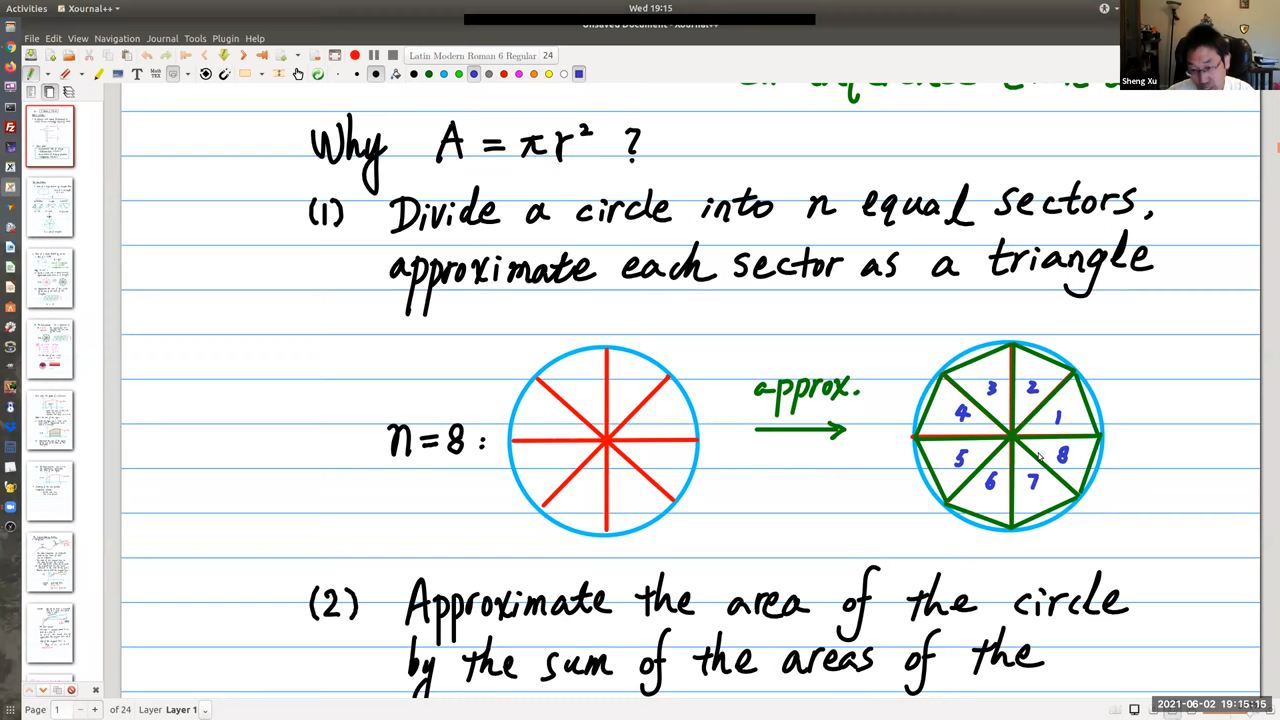 Activities Xournal++ Wed 19:15
Unsaved Document - Xournal++
File Edit View Navigation Journal Tools Plugin Help
Latin Modern Roman 6 Regular 24
Sheng Xu
Why A = πr² ?
(1) Divide a circle into n equal sectors,
approximate each sector as a triangle
n = 8 :
approx.
3 2
4 1
5 8
6 7
(2) Approximate the area of the circle
by the sum of the areas of the
Page 1 of 24 Layer Layer 1
2021-06-02 19:15:15